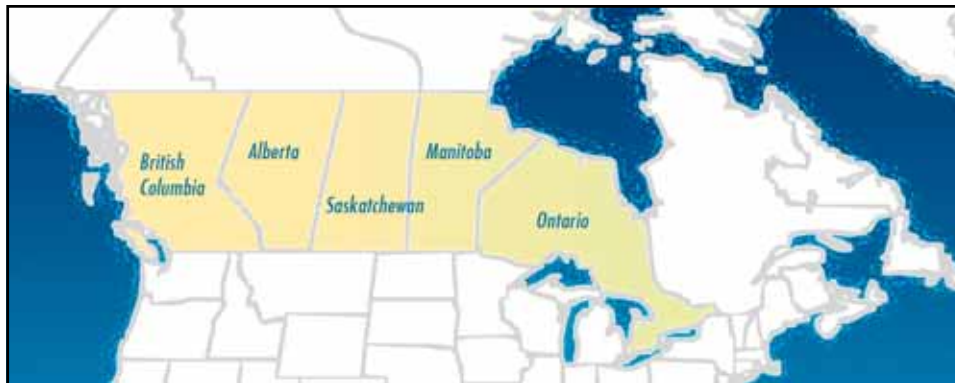 British
Columbia
Alberta
Saskatchewan
Manitoba
Ontario